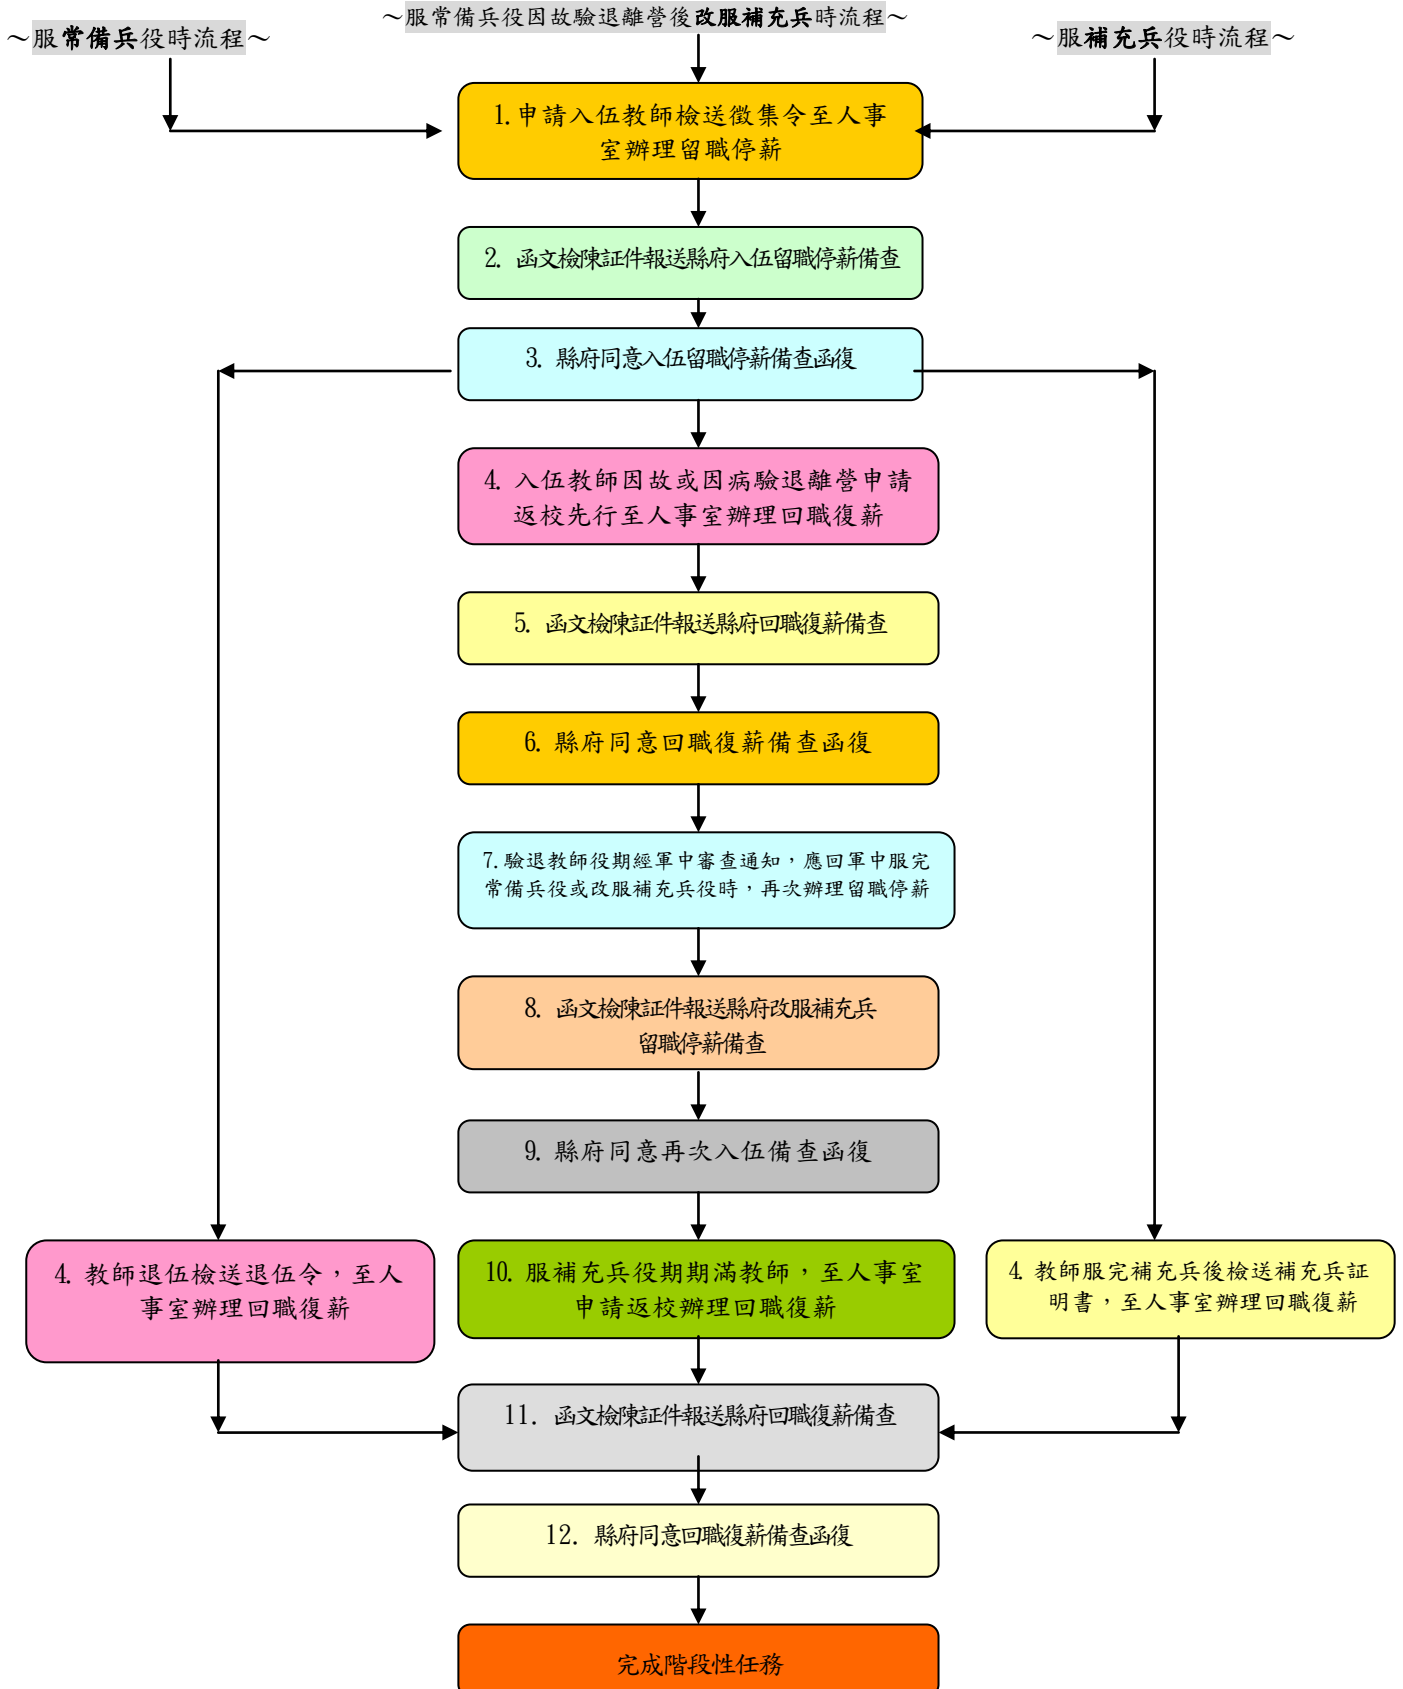 ～服常備兵役因故驗退離營後改服補充兵時流程～
～服常備兵役時流程～
～服補充兵役時流程～
1.申請入伍教師檢送徵集令至人事
室辦理留職停薪
2. 函文檢陳証件報送縣府入伍留職停薪備查
3. 縣府同意入伍留職停薪備查函復
4. 入伍教師因故或因病驗退離營申請
返校先行至人事室辦理回職復薪
5. 函文檢陳証件報送縣府回職復薪備查
6. 縣府同意回職復薪備查函復
7.驗退教師役期經軍中審查通知，應回軍中服完
常備兵役或改服補充兵役時，再次辦理留職停薪
8. 函文檢陳証件報送縣府改服補充兵
留職停薪備查
9. 縣府同意再次入伍備查函復
4. 教師退伍檢送退伍令，至人
事室辦理回職復薪
10. 服補充兵役期期滿教師，至人事室
申請返校辦理回職復薪
4. 教師服完補充兵後檢送補充兵証
明書，至人事室辦理回職復薪
11. 函文檢陳証件報送縣府回職復薪備查
12. 縣府同意回職復薪備查函復
完成階段性任務